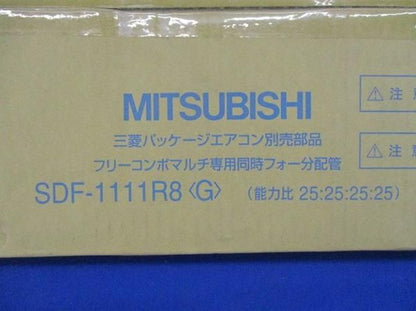 MITSUBISHI
三菱パッケージエアコン別売部品
フリーコンポマルチ専用同時フォー分配管
SDF-1111R8〈G〉 (能力比 25:25:25:25)
⚠注
⚠注意